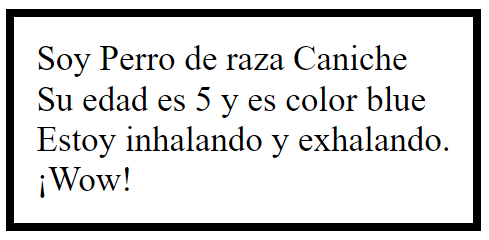 Soy Perro de raza Caniche
Su edad es 5 y es color blue
Estoy inhalando y exhalando.
¡Wow!